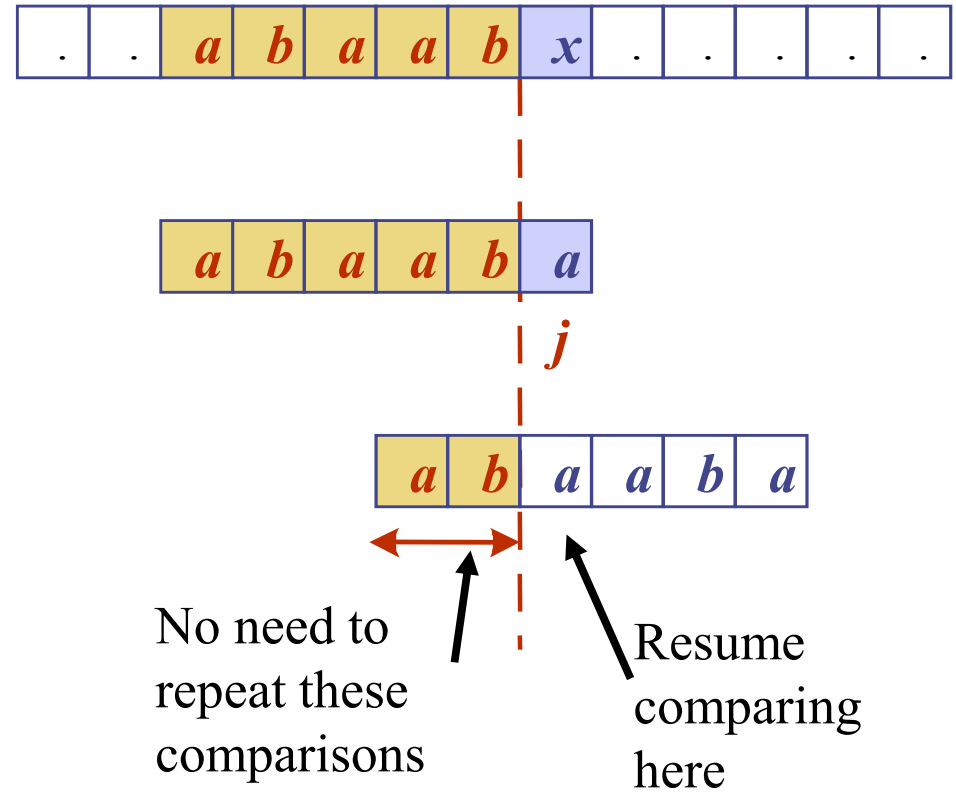 . . a b a a b x . . . . .
a b a a b a
j
a b a a b a
No need to
repeat these
comparisons
Resume
comparing
here